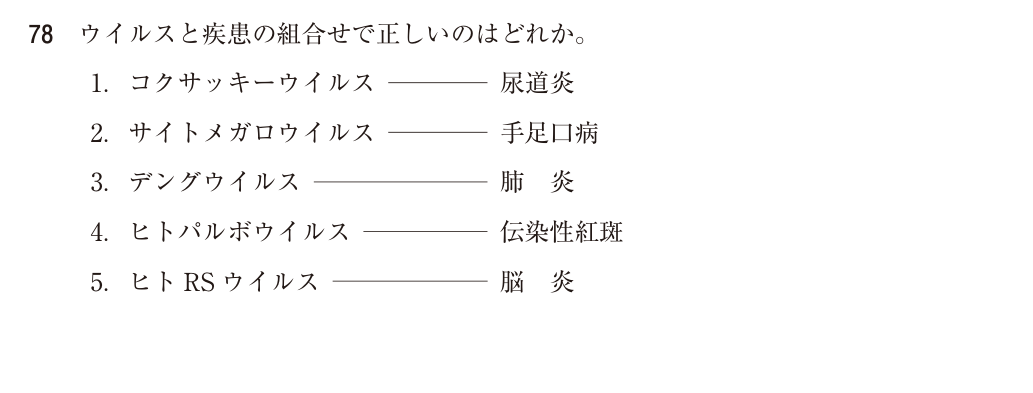 78 ウイルスと疾患の組合せで正しいのはどれか。
1. コクサッキーウイルス ──── 尿道炎
2. サイトメガロウイルス ──── 手足口病
3. デングウイルス ─────── 肺　炎
4. ヒトパルボウイルス ───── 伝染性紅斑
5. ヒト RS ウイルス ────── 脳　炎